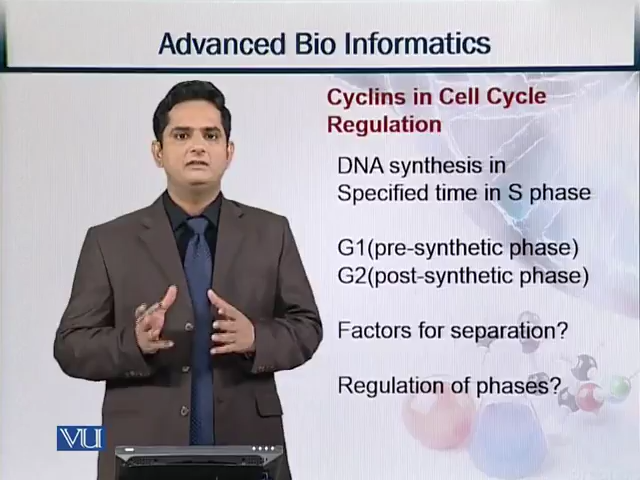 Advanced Bio Informatics
Cyclins in Cell Cycle
Regulation
DNA synthesis in
Specified time in S phase
G1(pre-synthetic phase)
G2(post-synthetic phase)
Factors for separation?
Regulation of phases?
VU